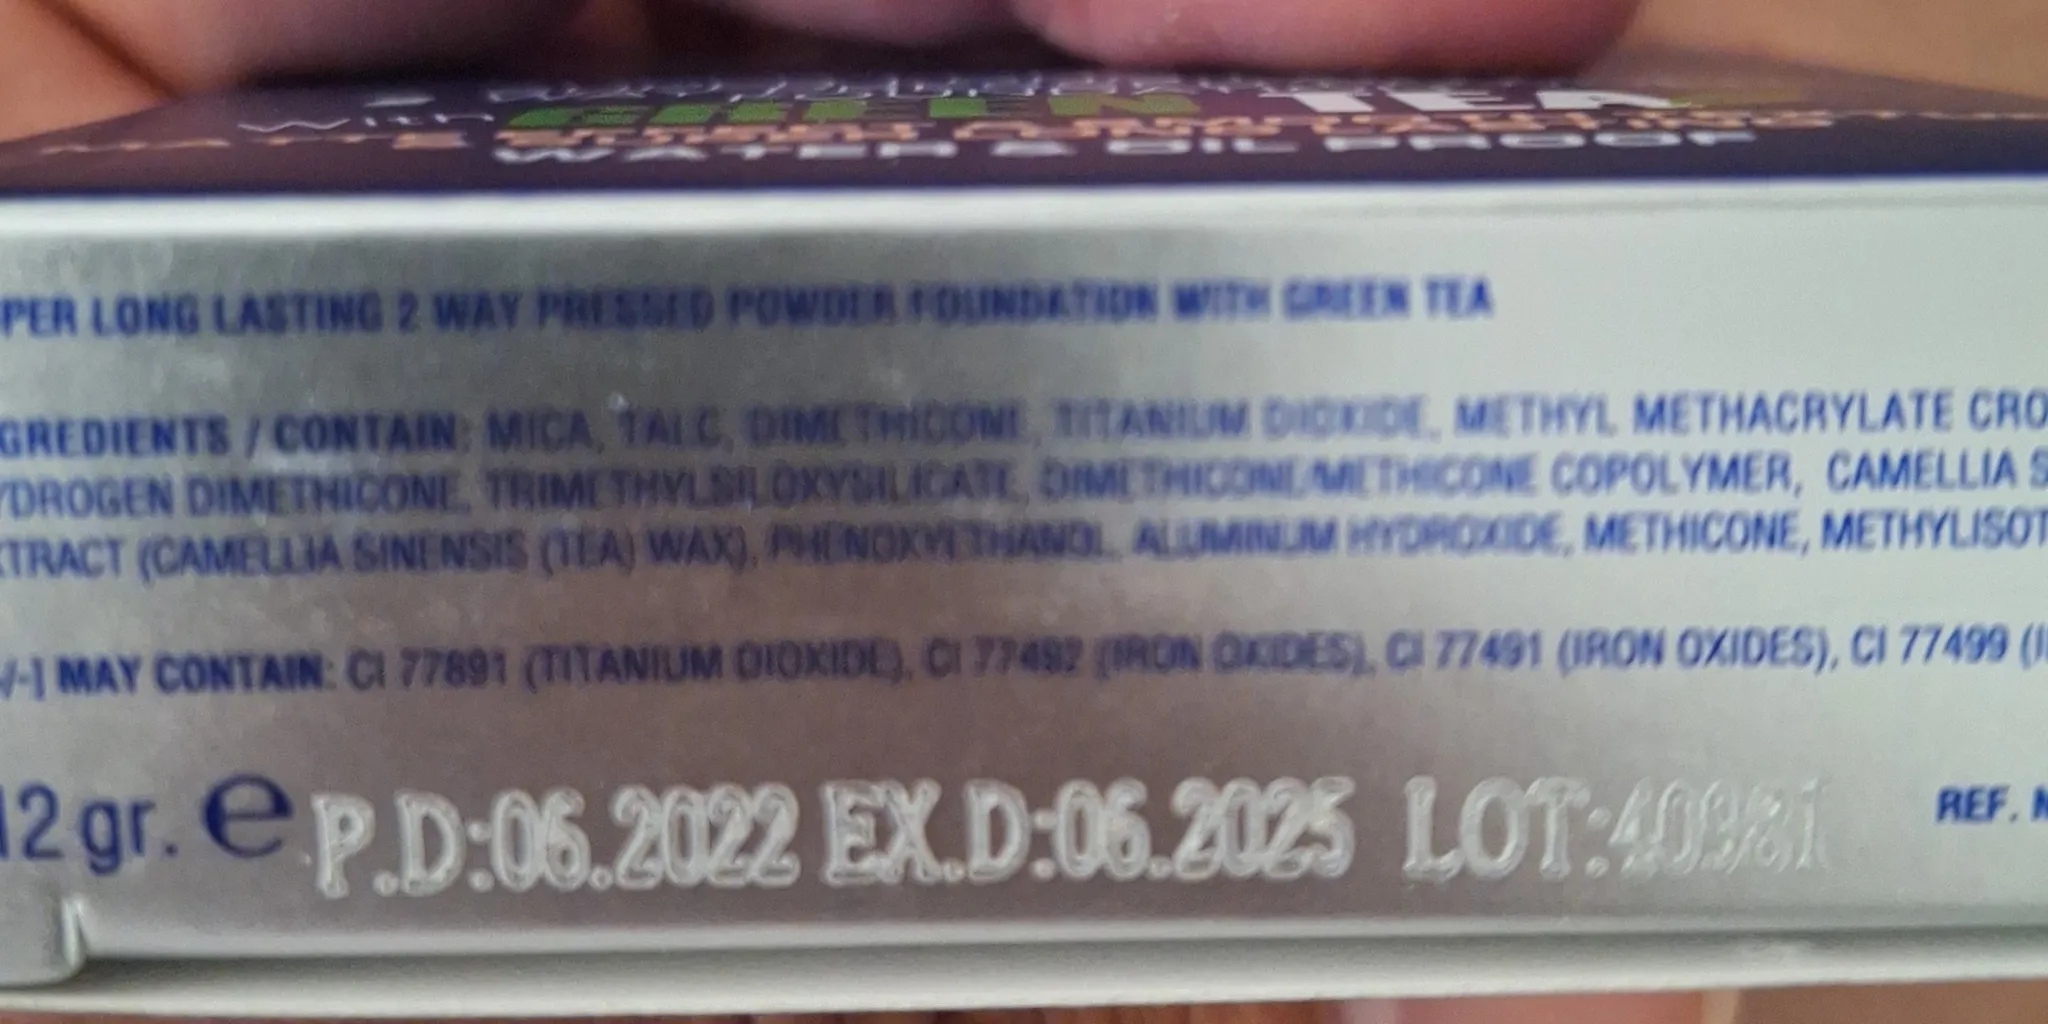 With GREEN TEA
WATER & OIL PROOF
PER LONG LASTING 2 WAY PRESSED POWDER FOUNDATION WITH GREEN TEA
GREDIENTS / CONTAIN: MICA, TALC, DIMETHICONE, TITANIUM DIOXIDE, METHYL METHACRYLATE CRO
YDROGEN DIMETHICONE, TRIMETHYLSILOXYSILICATE, DIMETHICONE/METHICONE COPOLYMER, CAMELLIA S
XTRACT (CAMELLIA SINENSIS (TEA) WAX), PHENOXYETHANOL, ALUMINUM HYDROXIDE, METHICONE, METHYLISOT
/-] MAY CONTAIN: CI 77891 (TITANIUM DIOXIDE), CI 77492 (IRON OXIDES), CI 77491 (IRON OXIDES), CI 77499 (I
12 gr. e P.D:06.2022 EX.D:06.2025 LOT:40981 REF. N